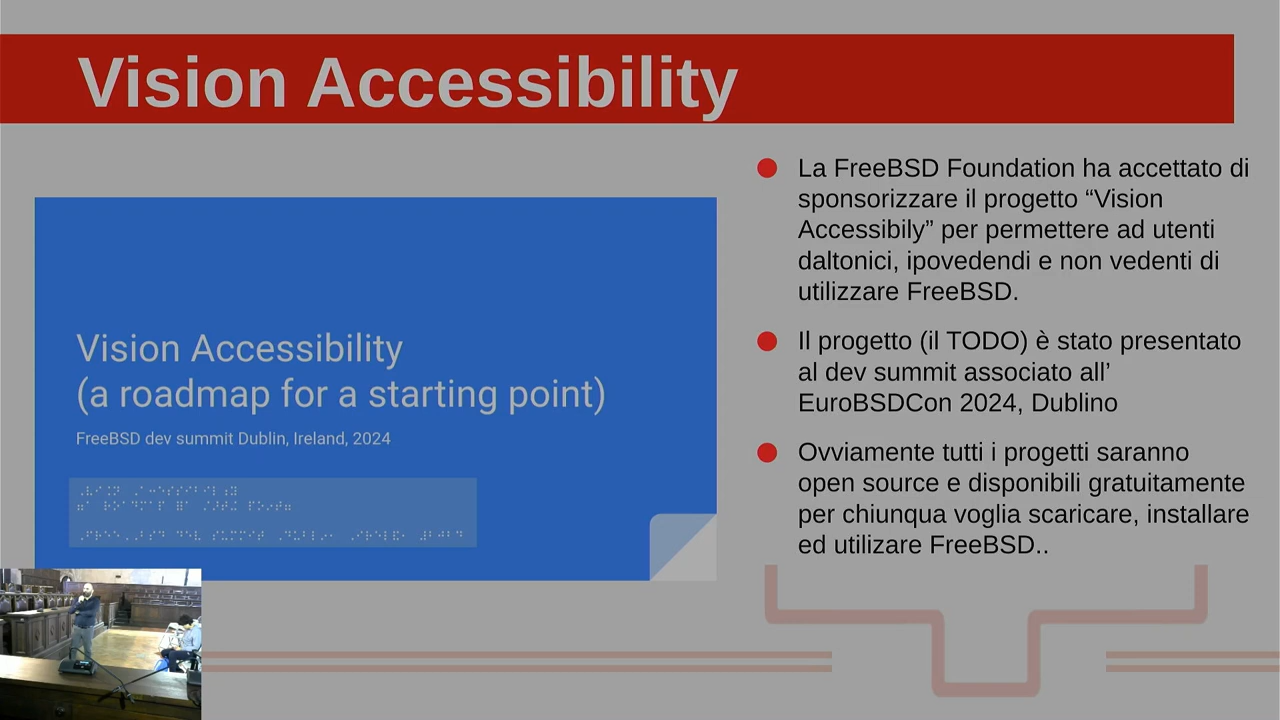 Vision Accessibility
Vision Accessibility
(a roadmap for a starting point)
FreeBSD dev summit Dublin, Ireland, 2024
La FreeBSD Foundation ha accettato di
sponsorizzare il progetto “Vision
Accessibily” per permettere ad utenti
daltonici, ipovedendi e non vedenti di
utilizzare FreeBSD.
Il progetto (il TODO) è stato presentato
al dev summit associato all’
EuroBSDCon 2024, Dublino
Ovviamente tutti i progetti saranno
open source e disponibili gratuitamente
per chiunqua voglia scaricare, installare
ed utilizare FreeBSD..